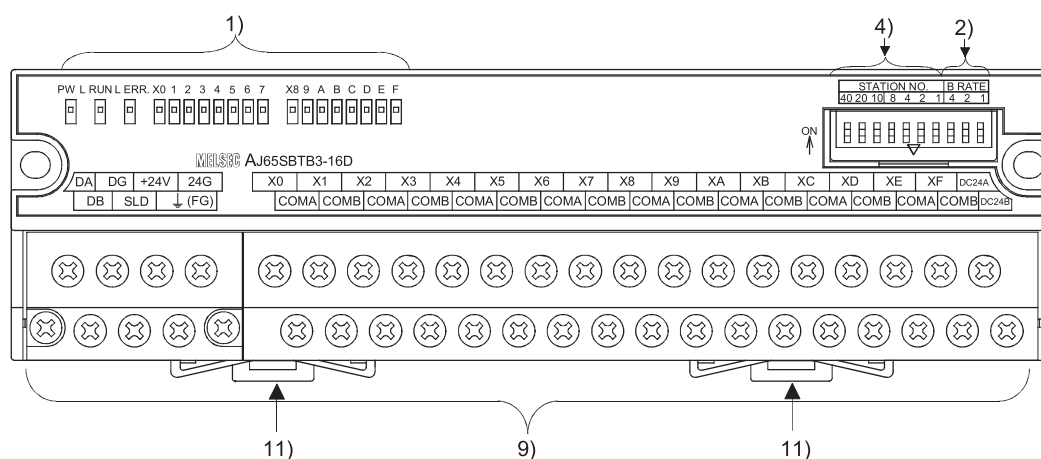 1)
4)
2)
PW L RUN L ERR. X0 1 2 3 4 5 6 7 X8 9 A B C D E F
STATION NO. B RATE
40 20 10 8 4 2 1 4 2 1
ON
MELSEC AJ65SBTB3-16D
DA DG +24V 24G X0 X1 X2 X3 X4 X5 X6 X7 X8 X9 XA XB XC XD XE XF DC24A
DB SLD (FG) COMA COMB COMA COMB COMA COMB COMA COMB COMA COMB COMA COMB COMA COMB COMA COMB DC24B
11)
9)
11)